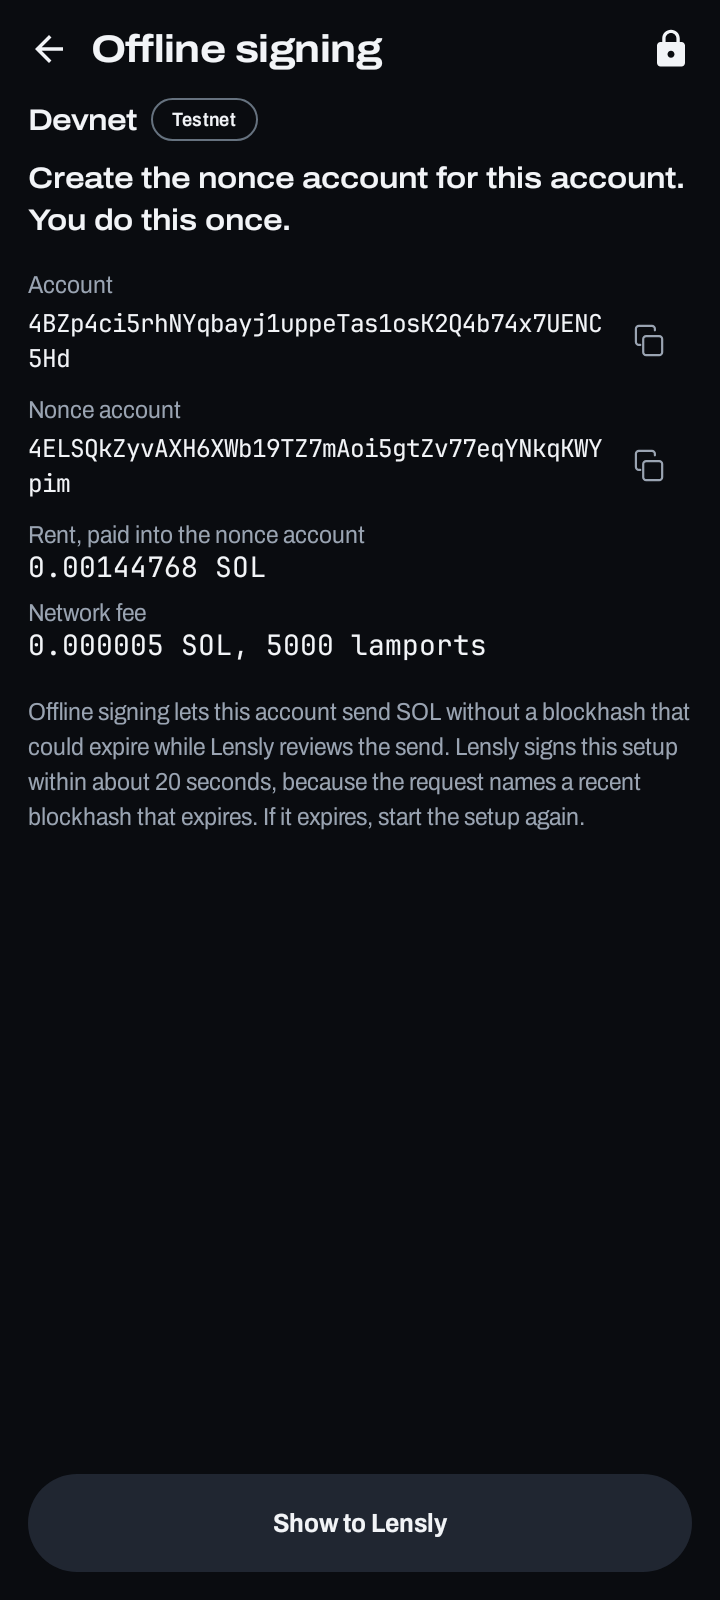 Offline signing
Devnet
Testnet
Create the nonce account for this account.
You do this once.
Account
4BZp4ci5rhNYqbayj1uppeTas1osK2Q4b74x7UENC
5Hd
Nonce account
4ELSQkZyvAXH6XWb19TZ7mAoi5gtZv77eqYNkqKWY
pim
Rent, paid into the nonce account
0.00144768 SOL
Network fee
0.000005 SOL, 5000 lamports
Offline signing lets this account send SOL without a blockhash that
could expire while Lensly reviews the send. Lensly signs this setup
within about 20 seconds, because the request names a recent
blockhash that expires. If it expires, start the setup again.
Show to Lensly